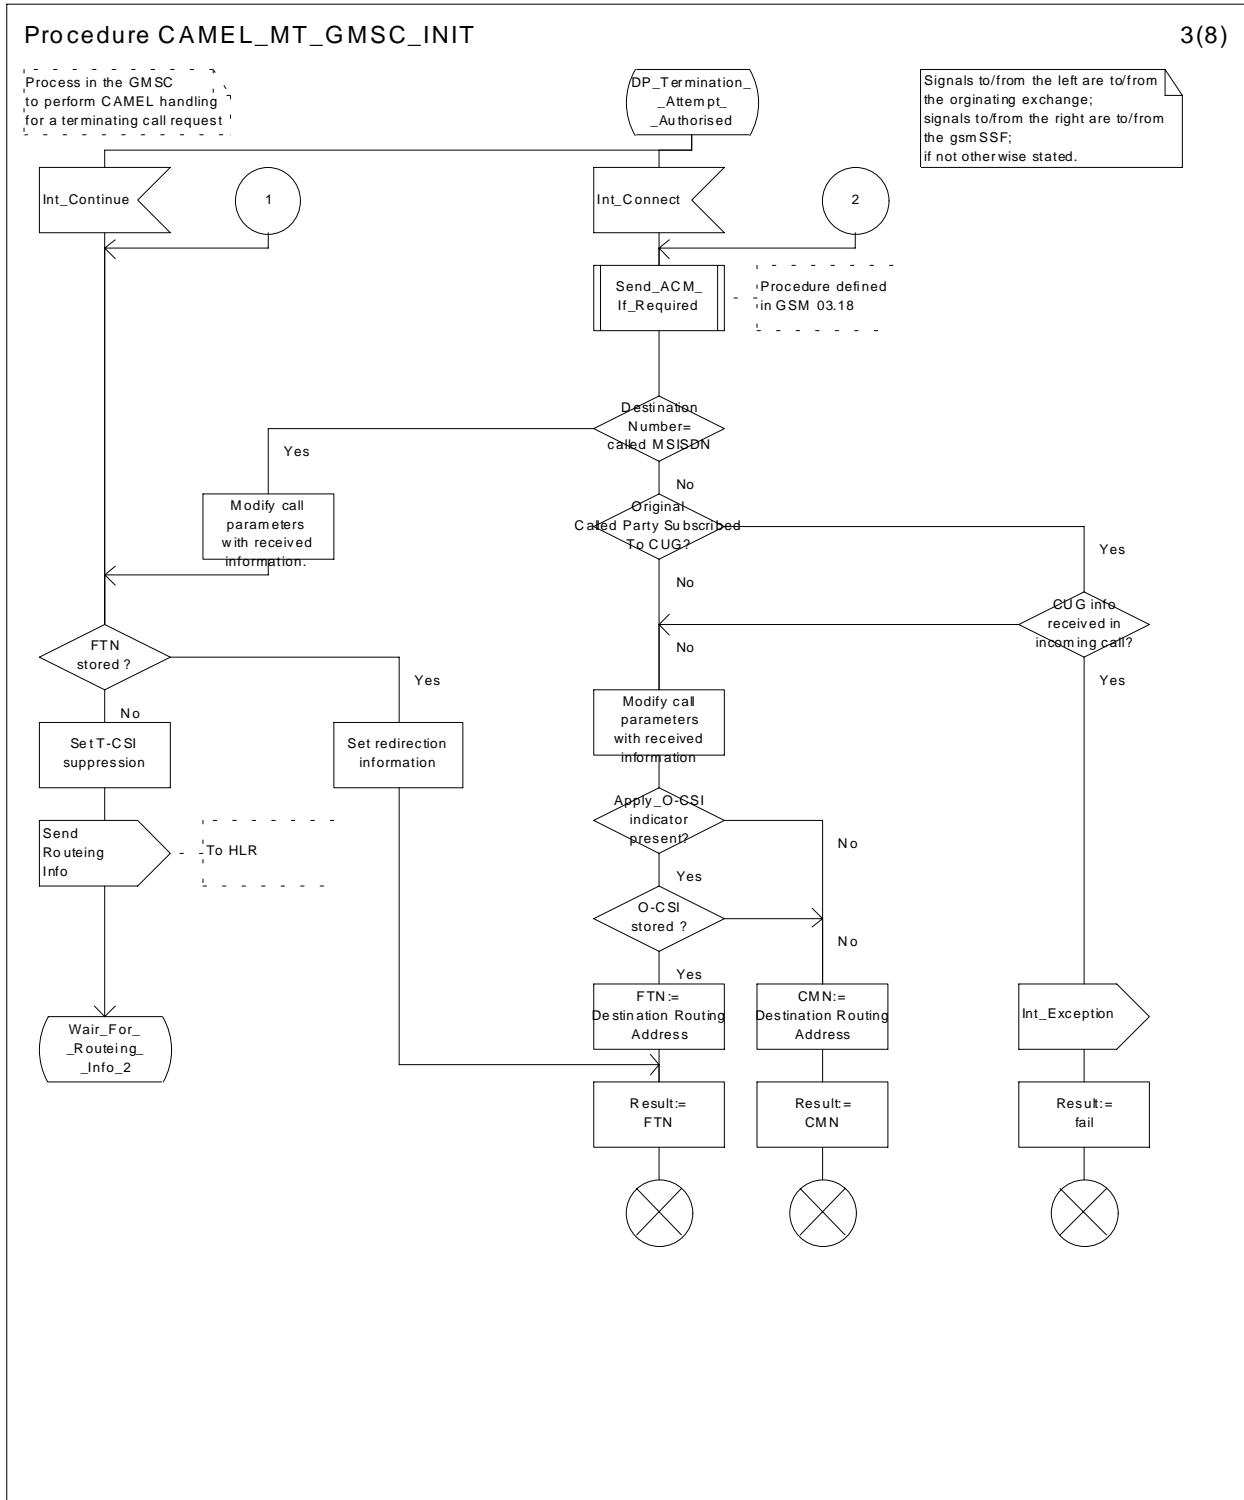 Procedure CAMEL_MT_GMSC_INIT
3(8)
Process in the GMSC
to perform CAMEL handling
for a terminating call request
DP_Termination_
_Attempt_
_Authorised
Signals to/from the left are to/from
the orginating exchange;
signals to/from the right are to/from
the gsmSSF;
if not otherwise stated.
Int_Continue
1
Int_Connect
2
Send_ACM_
If_Required
Procedure defined
in GSM 03.18
Destination
Number=
called MSISDN
Yes
No
Modify call
parameters
with received
information.
Original
Called Party Subscribed
To CUG?
Yes
No
CUG info
received in
incoming call?
No
Yes
FTN
stored ?
Yes
No
Modify call
parameters
with received
information
Set T-CSI
suppression
Set redirection
information
Apply_O-CSI
indicator
present?
No
Yes
Send
Routeing
Info
To HLR
O-CSI
stored ?
No
Yes
FTN:=
Destination Routing
Address
CMN:=
Destination Routing
Address
Int_Exception
Wair_For_
_Routeing_
_Info_2
Result:=
FTN
Result:=
CMN
Result:=
fail